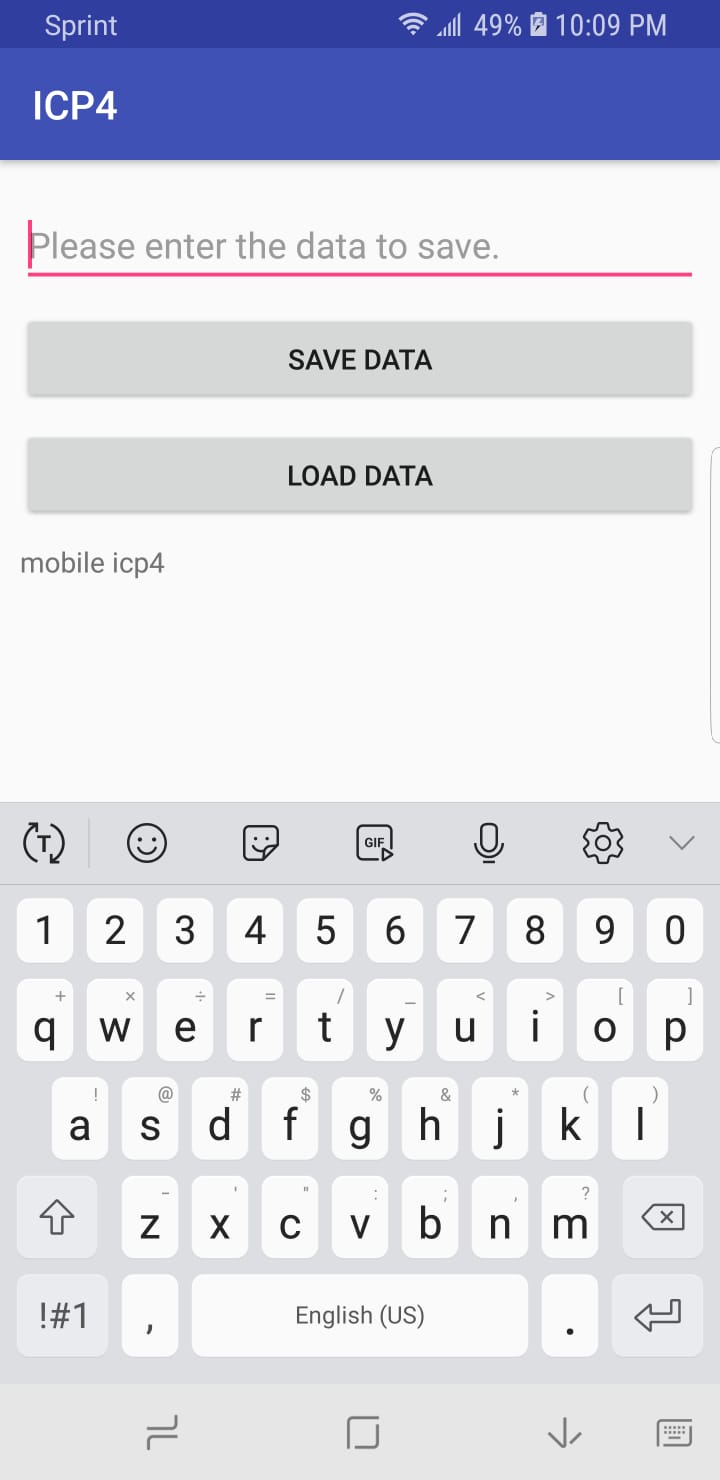 Sprint 49% 10:09 PM
ICP4
Please enter the data to save.
SAVE DATA
LOAD DATA
mobile icp4
T GIF
1 2 3 4 5 6 7 8 9 0
+ × ÷ = / _ < > [ ]
q w e r t y u i o p
! @ # $ % & * ( )
a s d f g h j k l
- ' " : ; , ?
z x c v b n m
!#1 , English (US) .